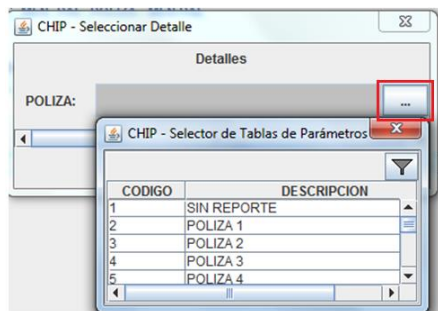 CHIP - Seleccionar Detalle
Detalles
POLIZA:
...
CHIP - Selector de Tablas de Parámetros
CODIGO DESCRIPCION
1 SIN REPORTE
2 POLIZA 1
3 POLIZA 2
4 POLIZA 3
5 POLIZA 4